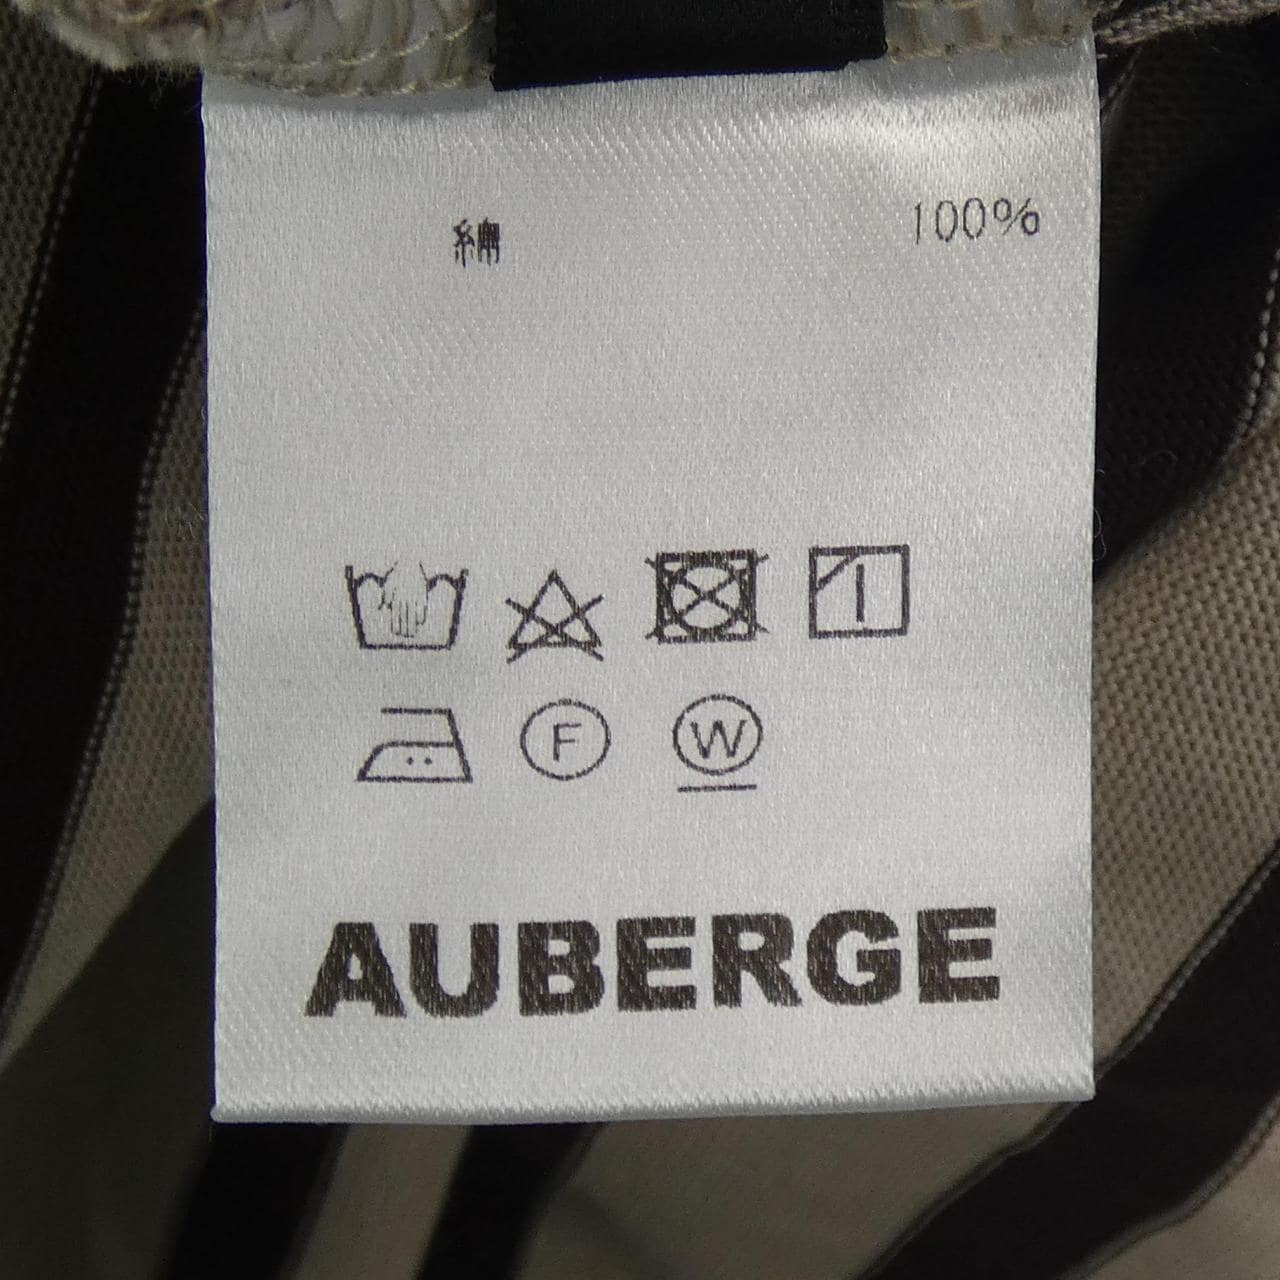 綿 100%
F W
AUBERGE